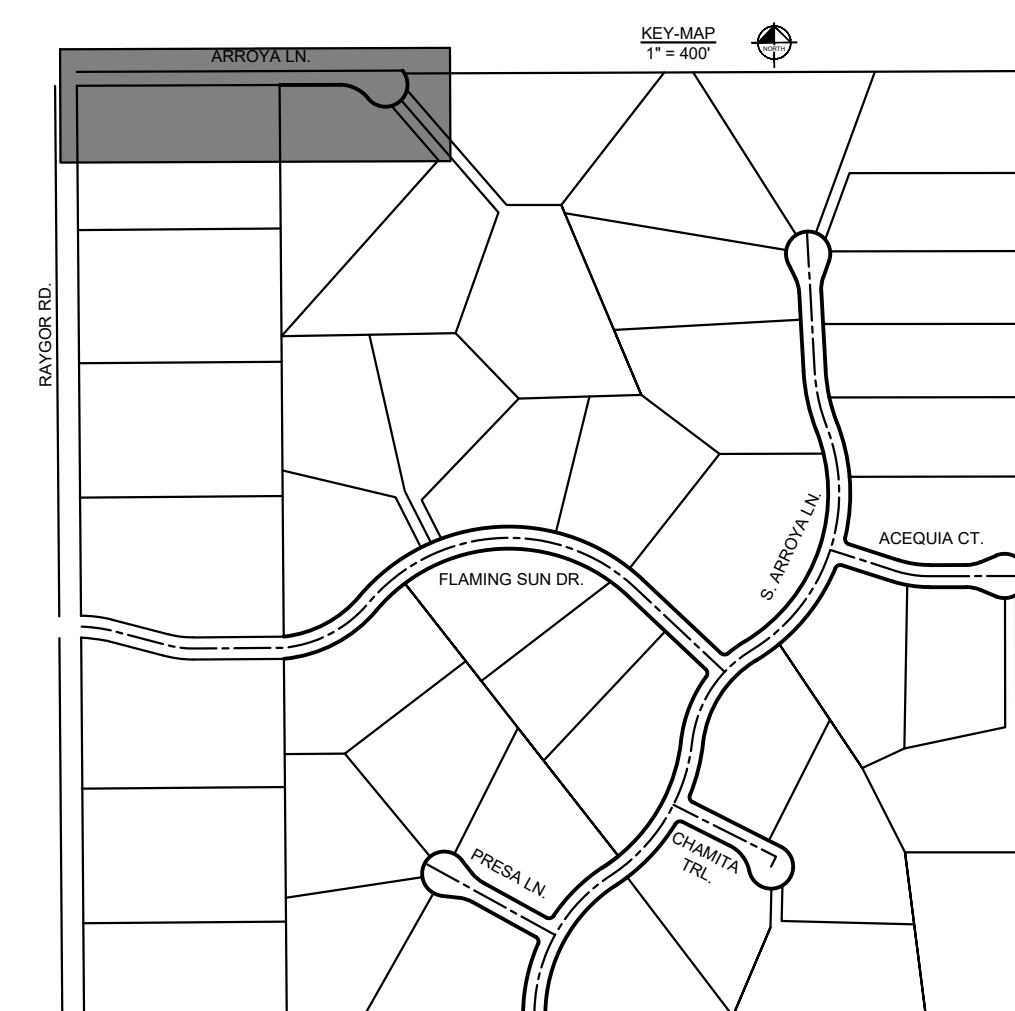 KEY-MAP
1" = 400'
NORTH
ARROYA LN.
RAYGOR RD.
S. ARROYA LN.
ACEQUIA CT.
FLAMING SUN DR.
CHAMITA
TRL.
PRESA LN.